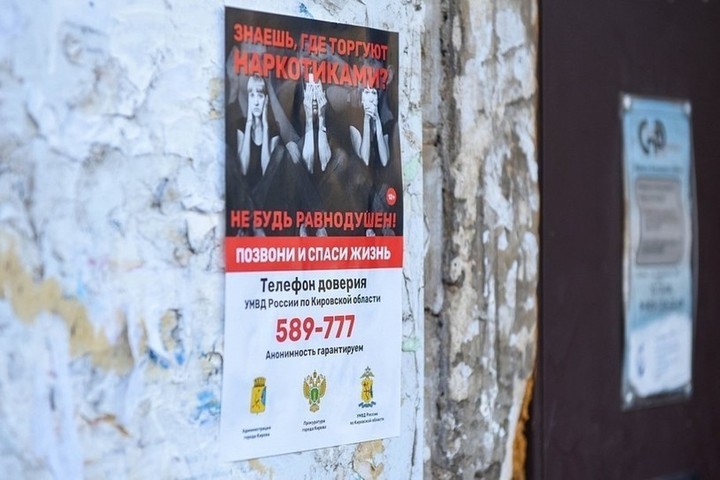 ЗНАЕШЬ, ГДЕ ТОРГУЮТ
НАРКОТИКАМИ?
НЕ БУДЬ РАВНОДУШЕН!
ПОЗВОНИ И СПАСИ ЖИЗНЬ
Телефон доверия
УМВД России по Кировской области
589-777
Анонимность гарантируем
Администрация
города Кирова
Прокуратура
города Кирова
УМВД России
по Кировской области